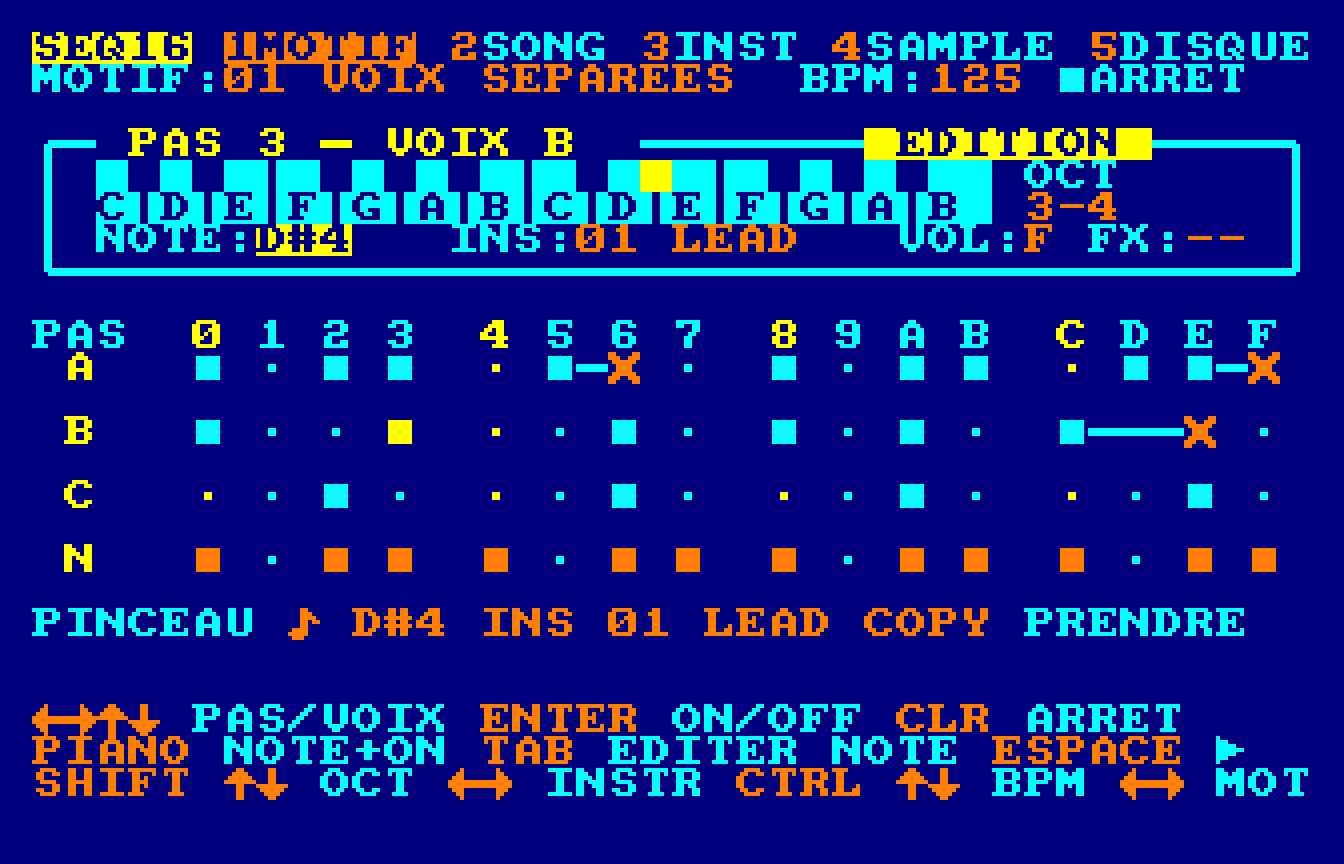 SEQ16 1MOTIF 2SONG 3INST 4SAMPLE 5DISQUE
MOTIF:01 VOIX SEPAREES BPM:125 ■ARRET
PAS 3 — VOIX B EDITION
OCT
C D E F G A B C D E F G A B 3-4
NOTE:D#4 INS:01 LEAD VOL:F FX:--
PAS 0 1 2 3 4 5 6 7 8 9 A B C D E F
A
B
C
N
PINCEAU ♪ D#4 INS 01 LEAD COPY PRENDRE
↔↑↓ PAS/VOIX ENTER ON/OFF CLR ARRET
PIANO NOTE+ON TAB EDITER NOTE ESPACE ►
SHIFT ↑↓ OCT ↔ INSTR CTRL ↑↓ BPM ↔ MOT